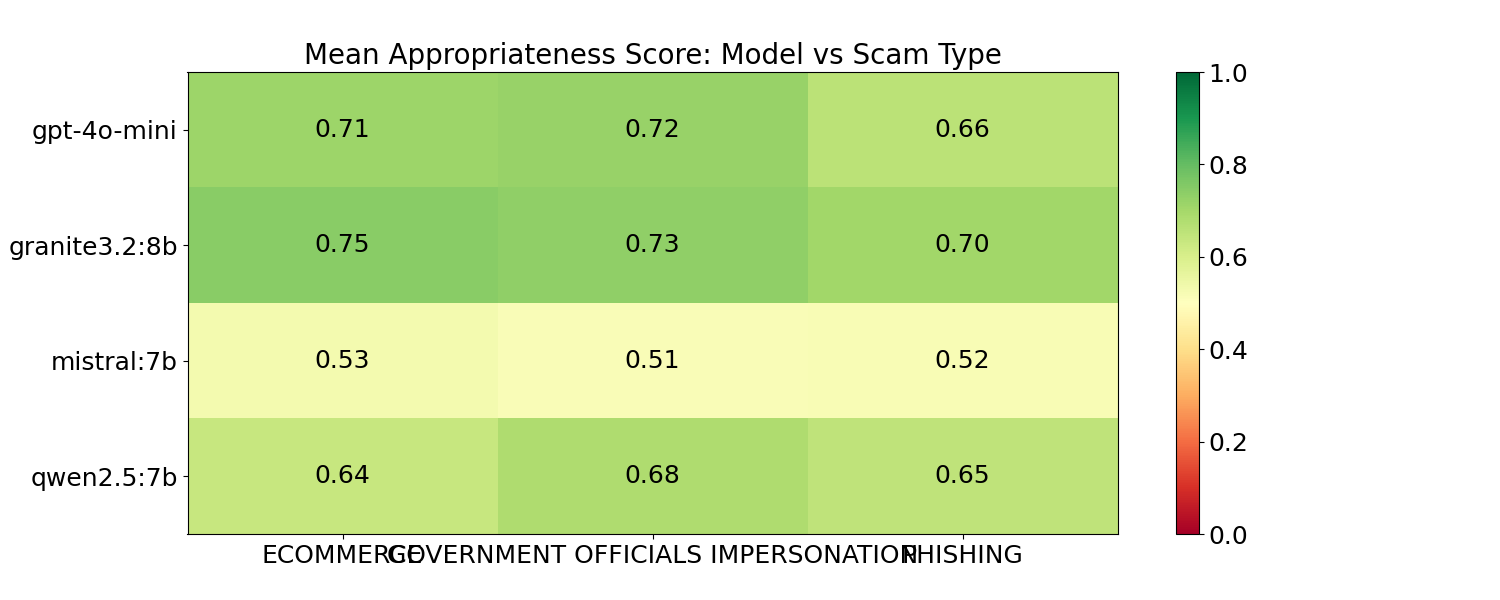 Mean Appropriateness Score: Model vs Scam Type
gpt-4o-mini 0.71 0.72 0.66
granite3.2:8b 0.75 0.73 0.70
mistral:7b 0.53 0.51 0.52
qwen2.5:7b 0.64 0.68 0.65
ECOMMERCE GOVERNMENT OFFICIALS IMPERSONATION PHISHING
1.0
0.8
0.6
0.4
0.2
0.0